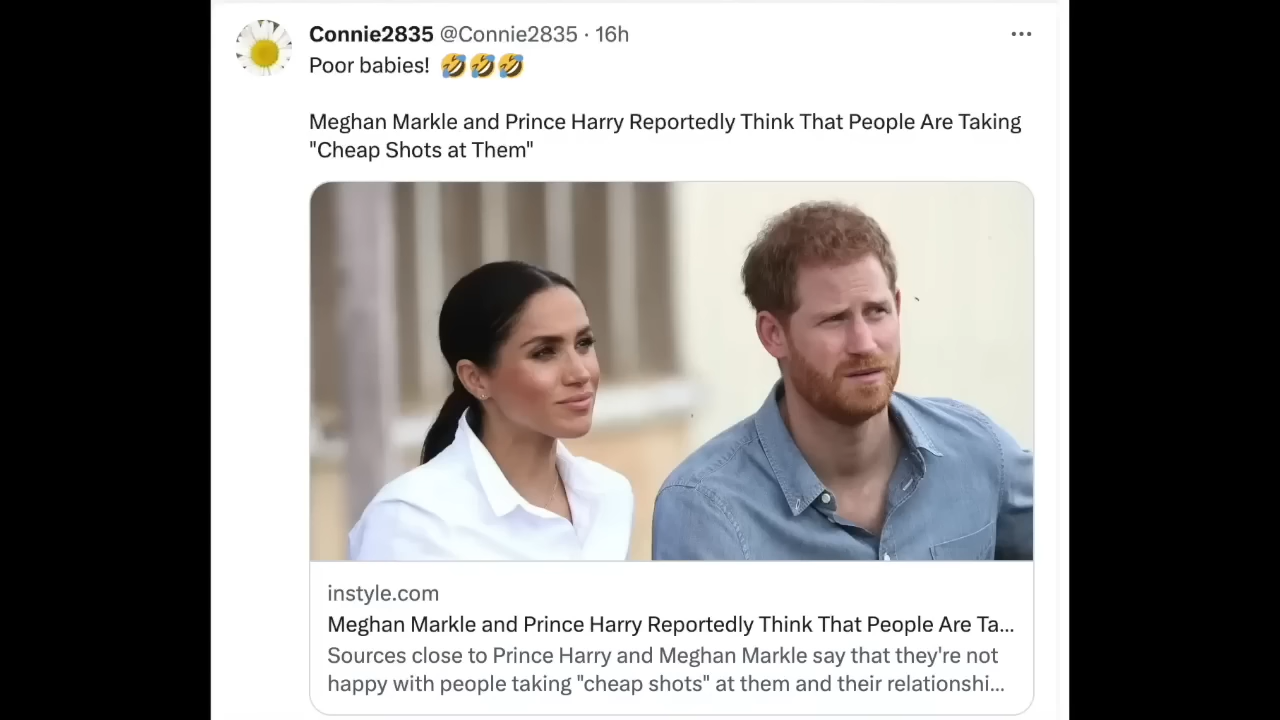 Connie2835 @Connie2835 · 16h
Poor babies! 🤣🤣🤣
Meghan Markle and Prince Harry Reportedly Think That People Are Taking
"Cheap Shots at Them"
instyle.com
Meghan Markle and Prince Harry Reportedly Think That People Are Ta...
Sources close to Prince Harry and Meghan Markle say that they're not
happy with people taking "cheap shots" at them and their relationshi...